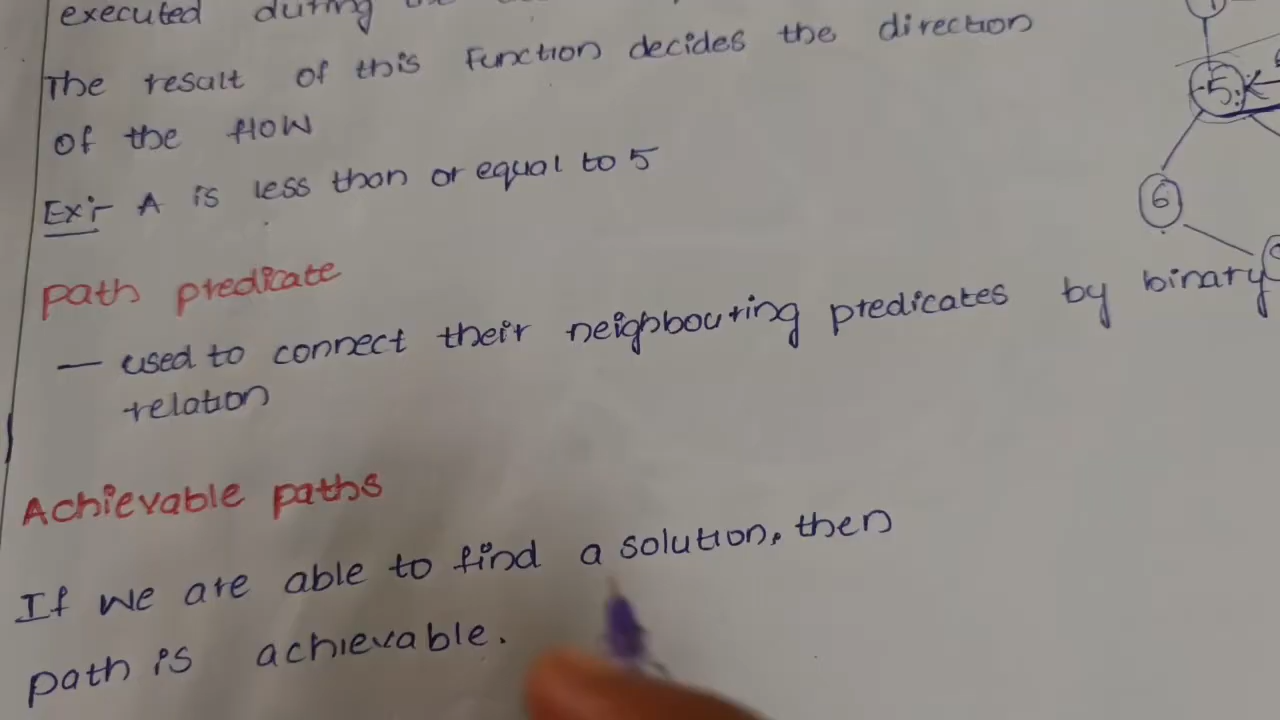 executed during the
The result of this Function decides the direction
of the flow
Ex:- A is less than or equal to 5
path predicate
— used to connect their neighbouring predicates by binary
relation
Achievable paths
If we are able to find a solution, then
path is achievable.
5
6